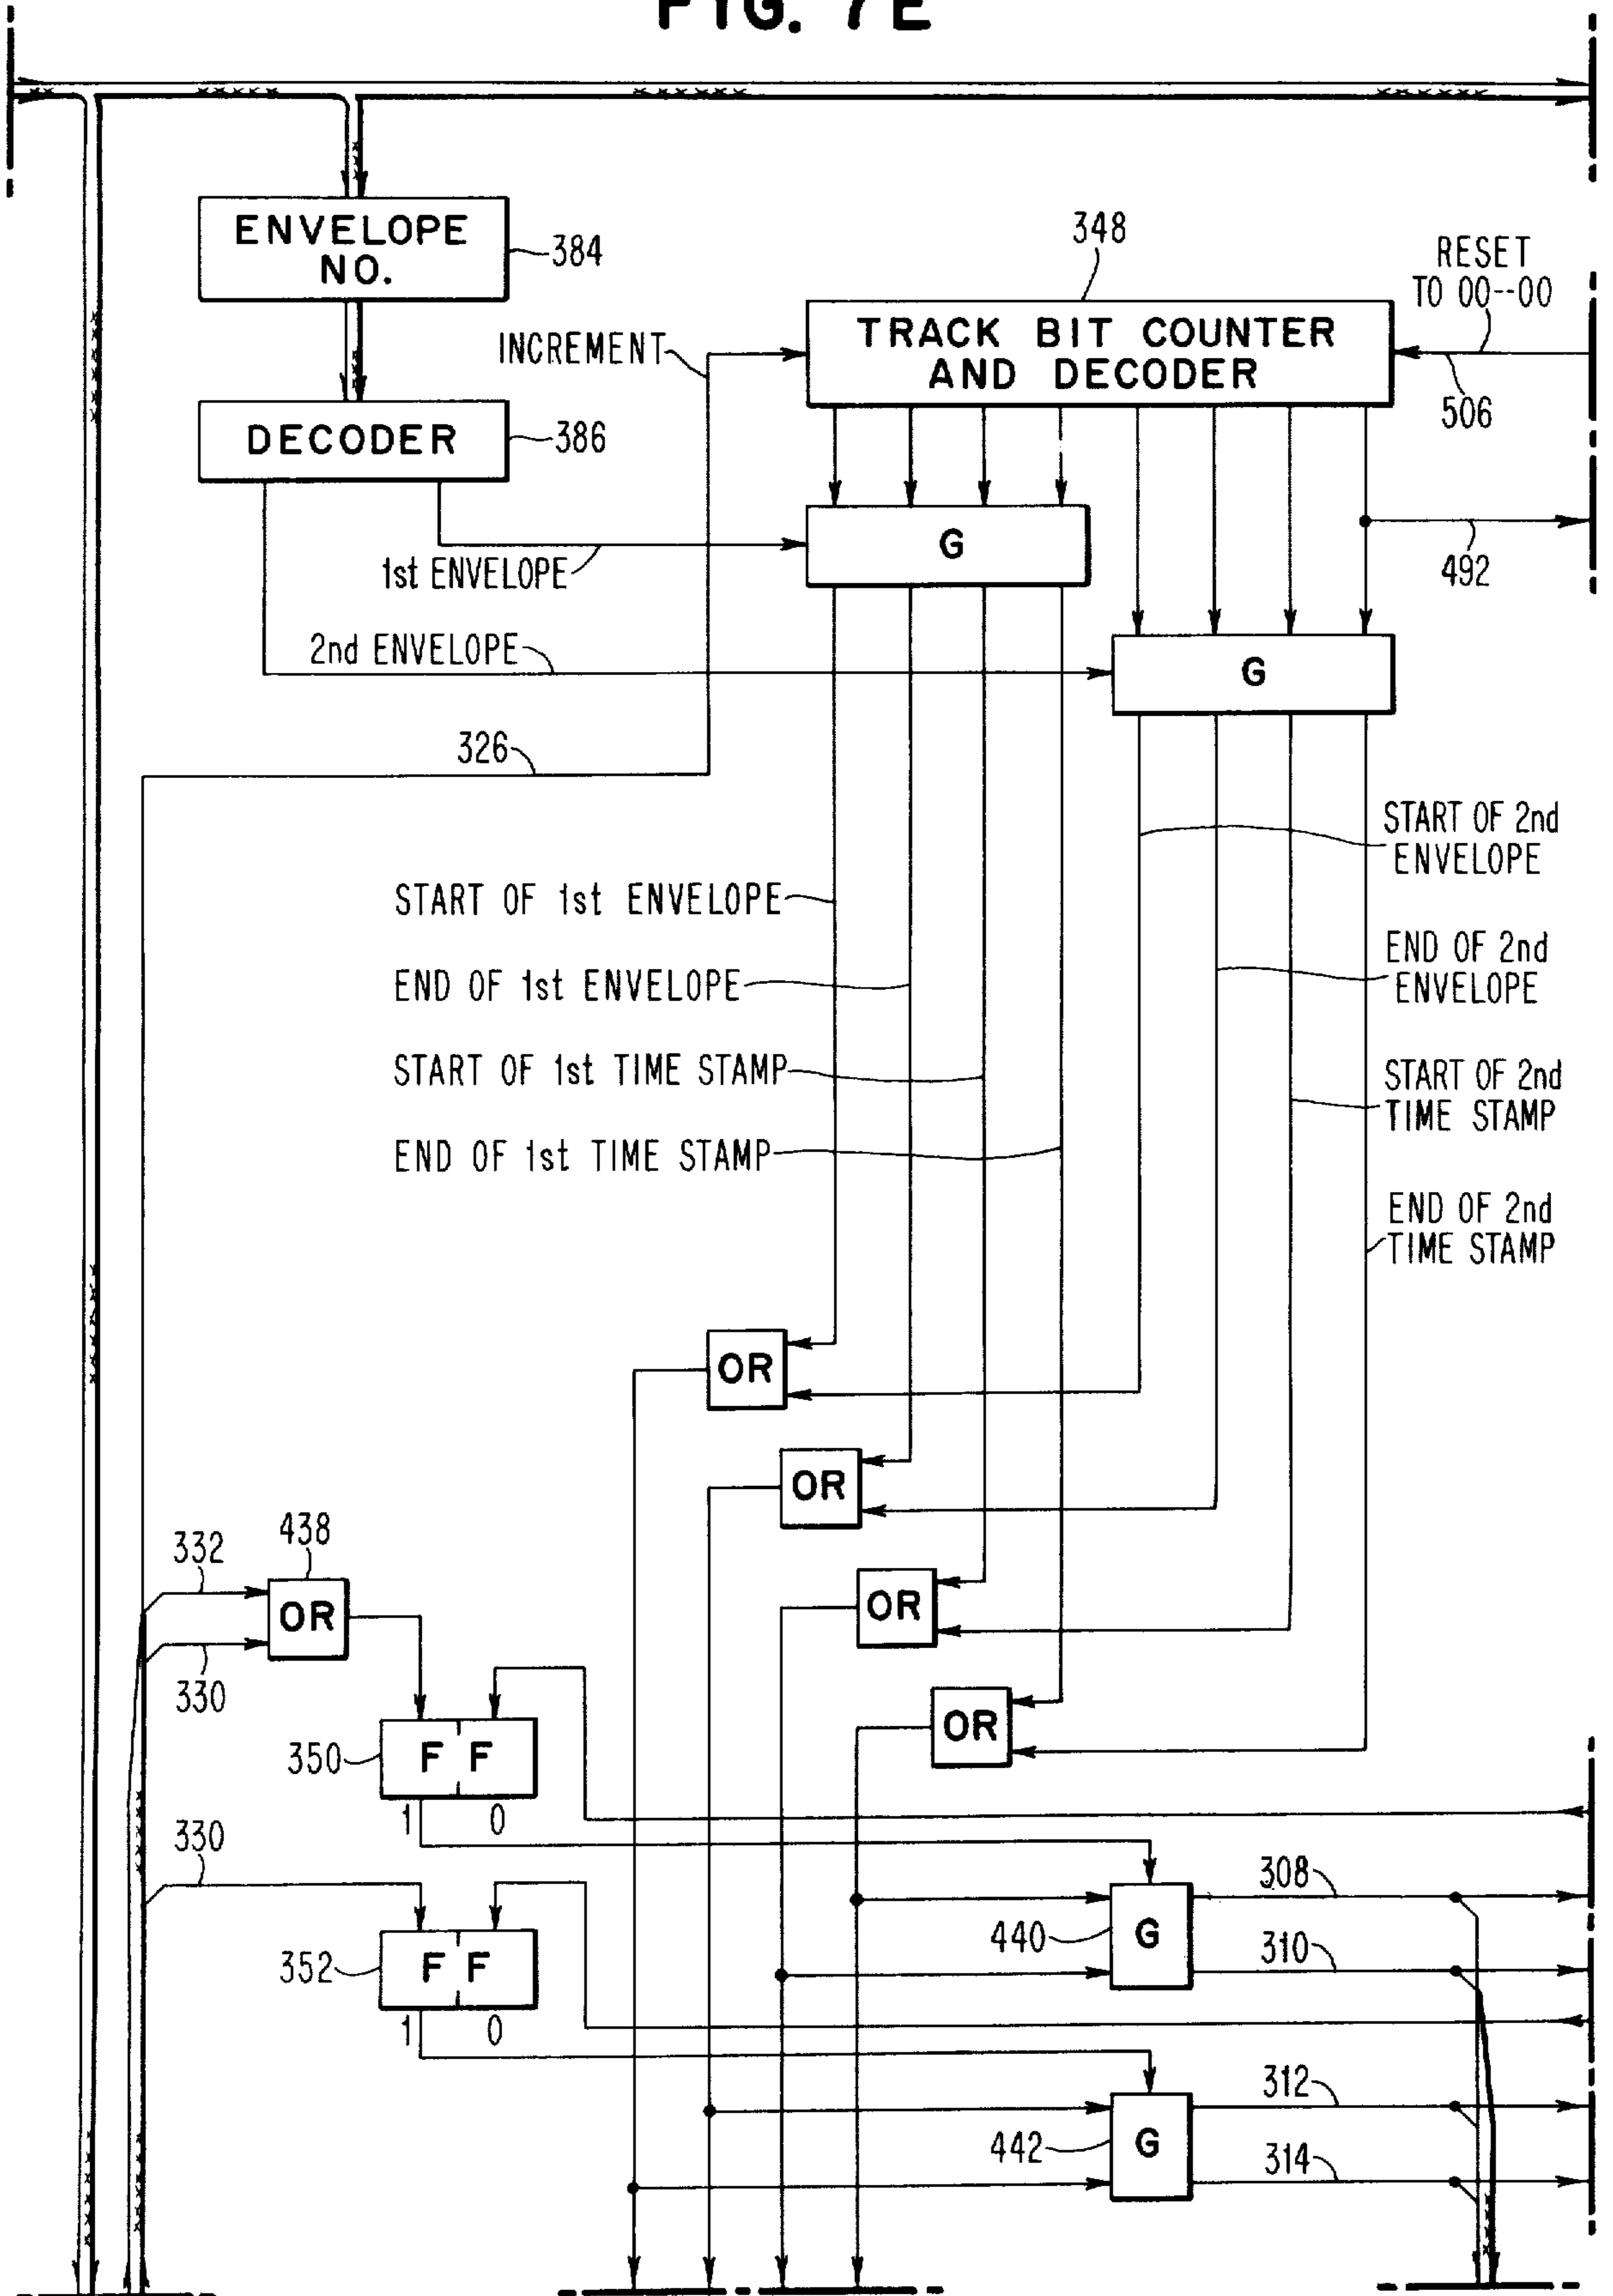 FIG. 7E
ENVELOPE
NO.
384
348
RESET
TO 00--00
INCREMENT
TRACK BIT COUNTER
AND DECODER
506
DECODER
386
G
492
1st ENVELOPE
2nd ENVELOPE
G
326
START OF 2nd
ENVELOPE
START OF 1st ENVELOPE
END OF 2nd
ENVELOPE
END OF 1st ENVELOPE
START OF 1st TIME STAMP
START OF 2nd
TIME STAMP
END OF 1st TIME STAMP
END OF 2nd
TIME STAMP
OR
OR
438
332
OR
OR
330
OR
350
F F
1 0
330
308
440
G
310
352
F F
1 0
312
442
G
314